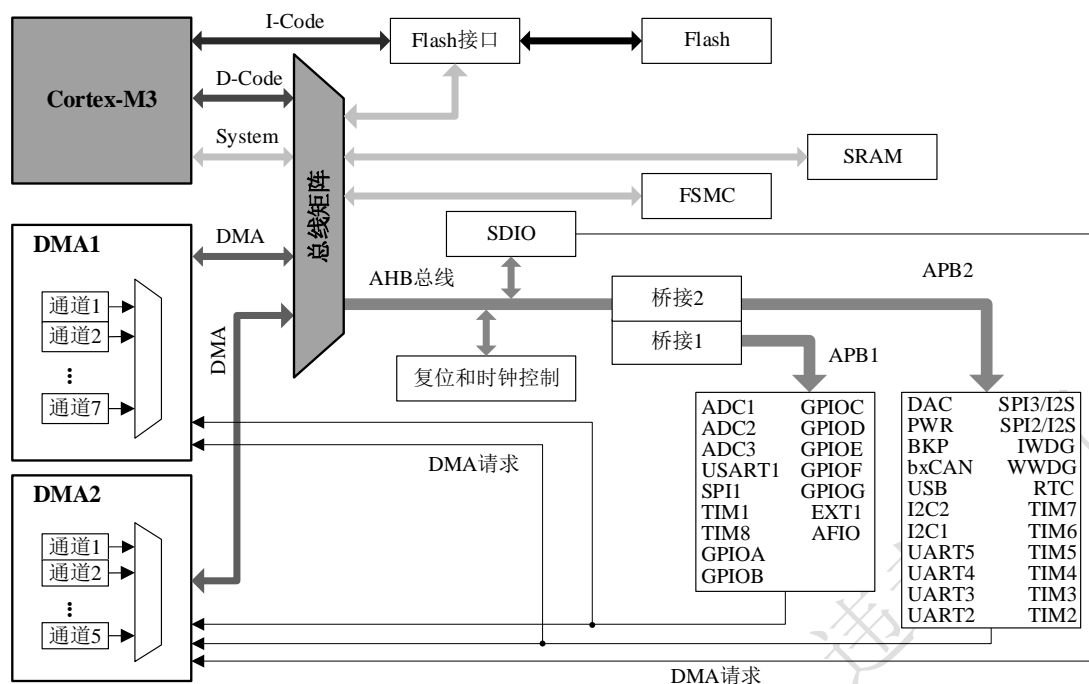 I-Code
Flash接口
Flash
Cortex-M3
D-Code
System
总线矩阵
SRAM
FSMC
SDIO
DMA1
DMA
通道1
通道2
⋮
通道7
DMA
AHB总线
桥接2
桥接1
APB2
APB1
复位和时钟控制
DMA请求
ADC1 GPIOC
ADC2 GPIOD
ADC3 GPIOE
USART1 GPIOF
SPI1 GPIOG
TIM1 EXT1
TIM8 AFIO
GPIOA
GPIOB
DAC SPI3/I2S
PWR SPI2/I2S
BKP IWDG
bxCAN WWDG
USB RTC
I2C2 TIM7
I2C1 TIM6
UART5 TIM5
UART4 TIM4
UART3 TIM3
UART2 TIM2
DMA2
通道1
通道2
⋮
通道5
DMA请求
违